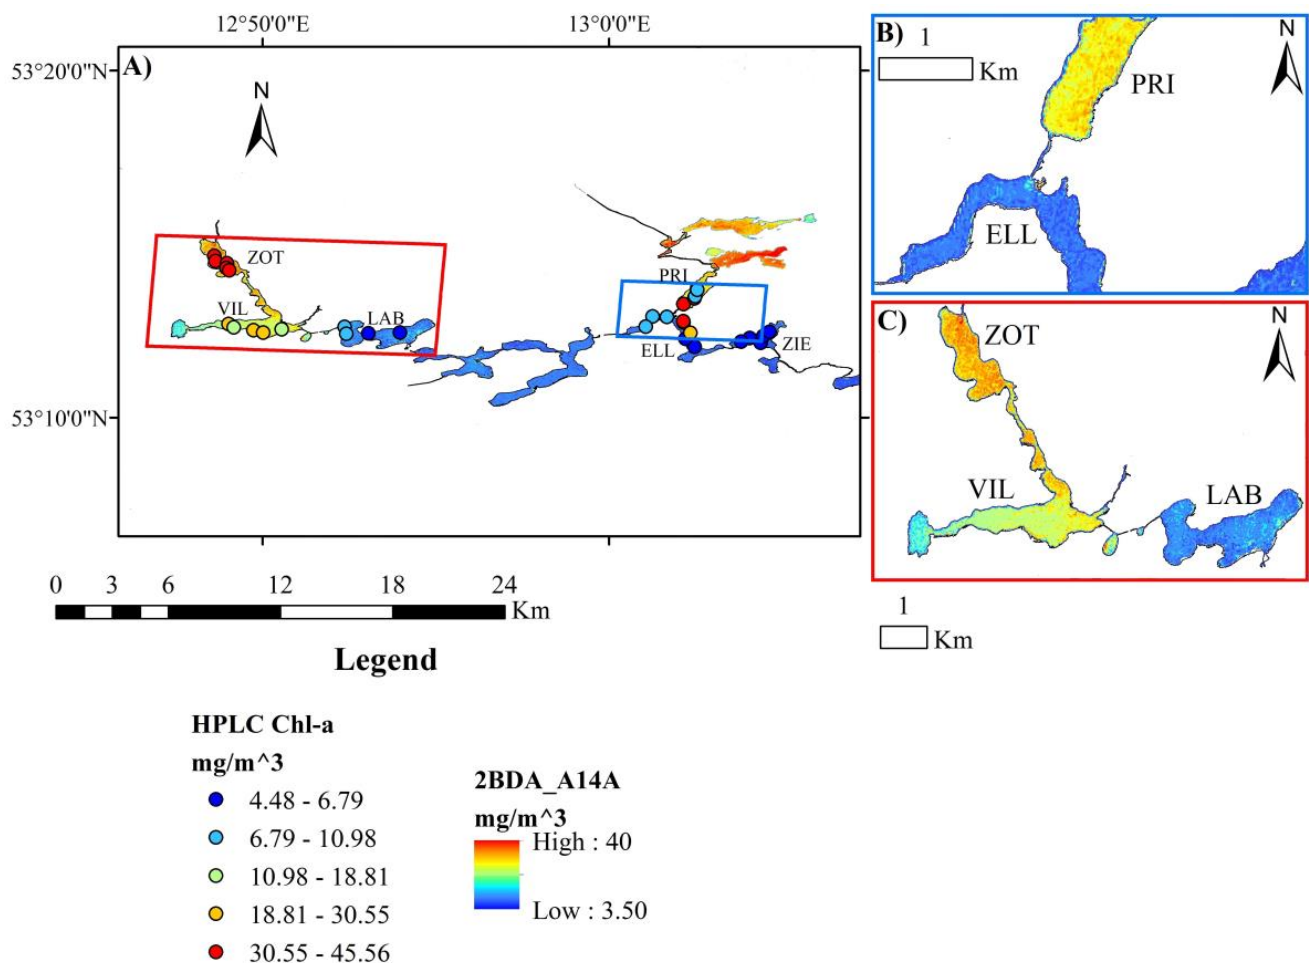 12°50'0"E
13°0'0"E
53°20'0"N
A)
N
ZOT
VIL
LAB
PRI
ELL
ZIE
53°10'0"N
B)
1
Km
N
PRI
ELL
C)
N
ZOT
VIL
LAB
1
Km
0 3 6 12 18 24
Km
Legend
HPLC Chl-a
mg/m^3
4.48 - 6.79
6.79 - 10.98
10.98 - 18.81
18.81 - 30.55
30.55 - 45.56
2BDA_A14A
mg/m^3
High : 40
Low : 3.50